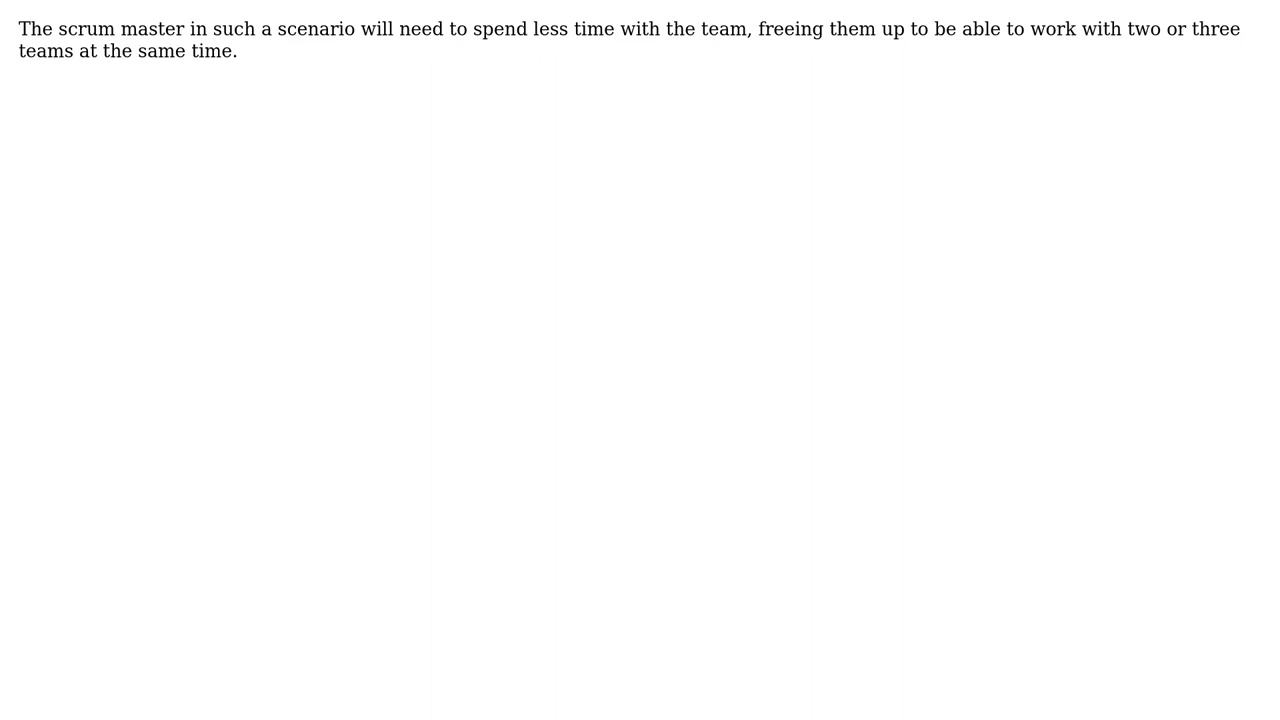 The scrum master in such a scenario will need to spend less time with the team, freeing them up to be able to work with two or three
teams at the same time.